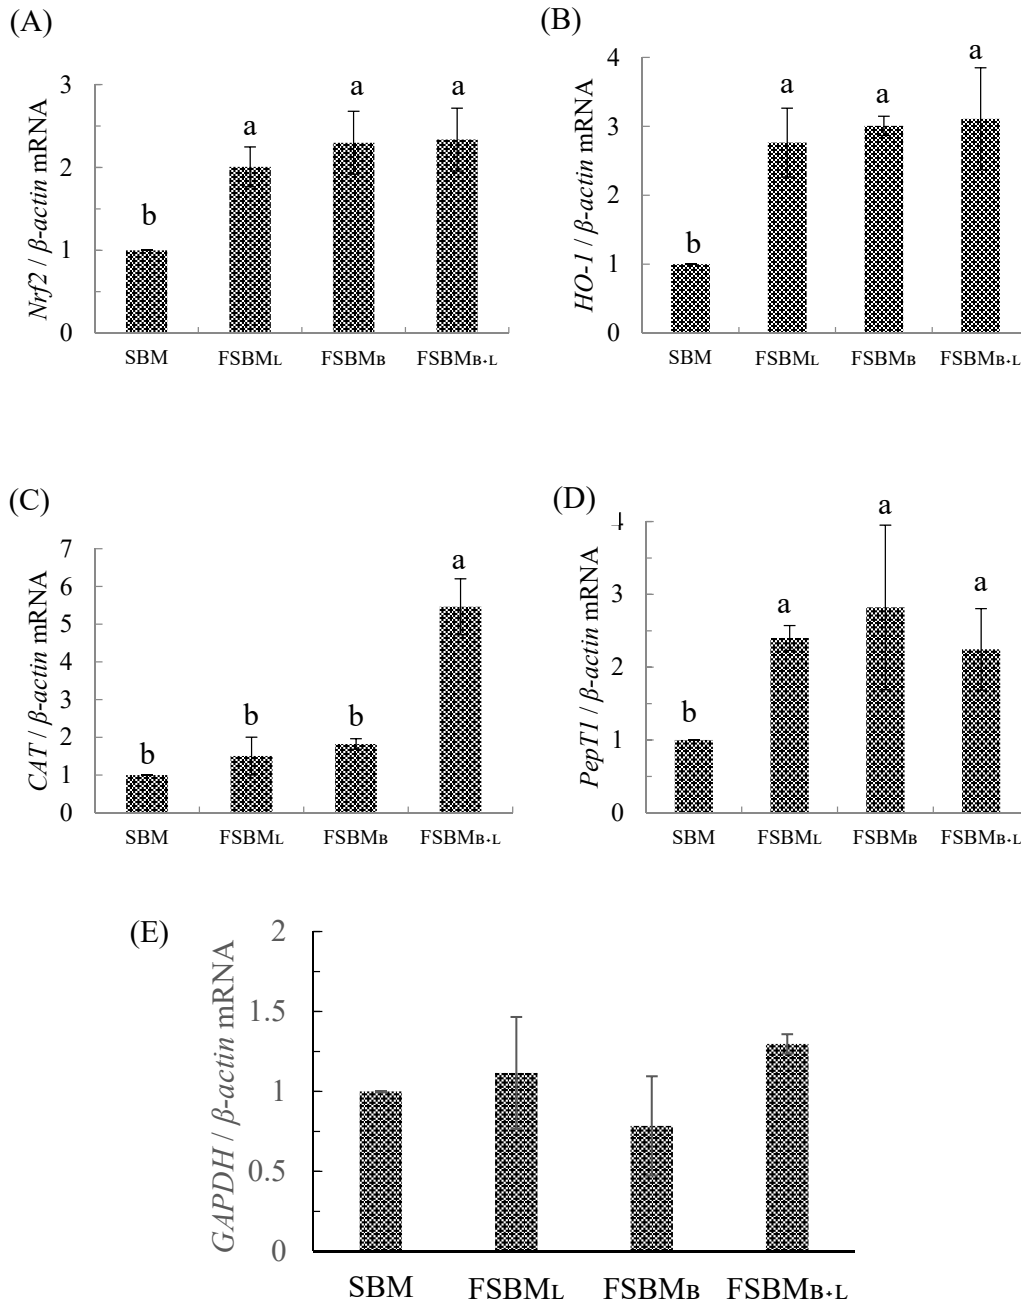 (A)
Nrf2 / β-actin mRNA
3
2
1
0
b
a
a
a
SBM
FSBML
FSBMB
FSBMB+L
(B)
HO-1 / β-actin mRNA
4
3
2
1
0
b
a
a
a
SBM
FSBML
FSBMB
FSBMB+L
(C)
CAT / β-actin mRNA
7
6
5
4
3
2
1
0
b
b
b
a
SBM
FSBML
FSBMB
FSBMB+L
(D)
PepT1 / β-actin mRNA
4
3
2
1
0
b
a
a
a
SBM
FSBML
FSBMB
FSBMB+L
(E)
GAPDH / β-actin mRNA
2
1.5
1
0.5
0
SBM
FSBML
FSBMB
FSBMB+L